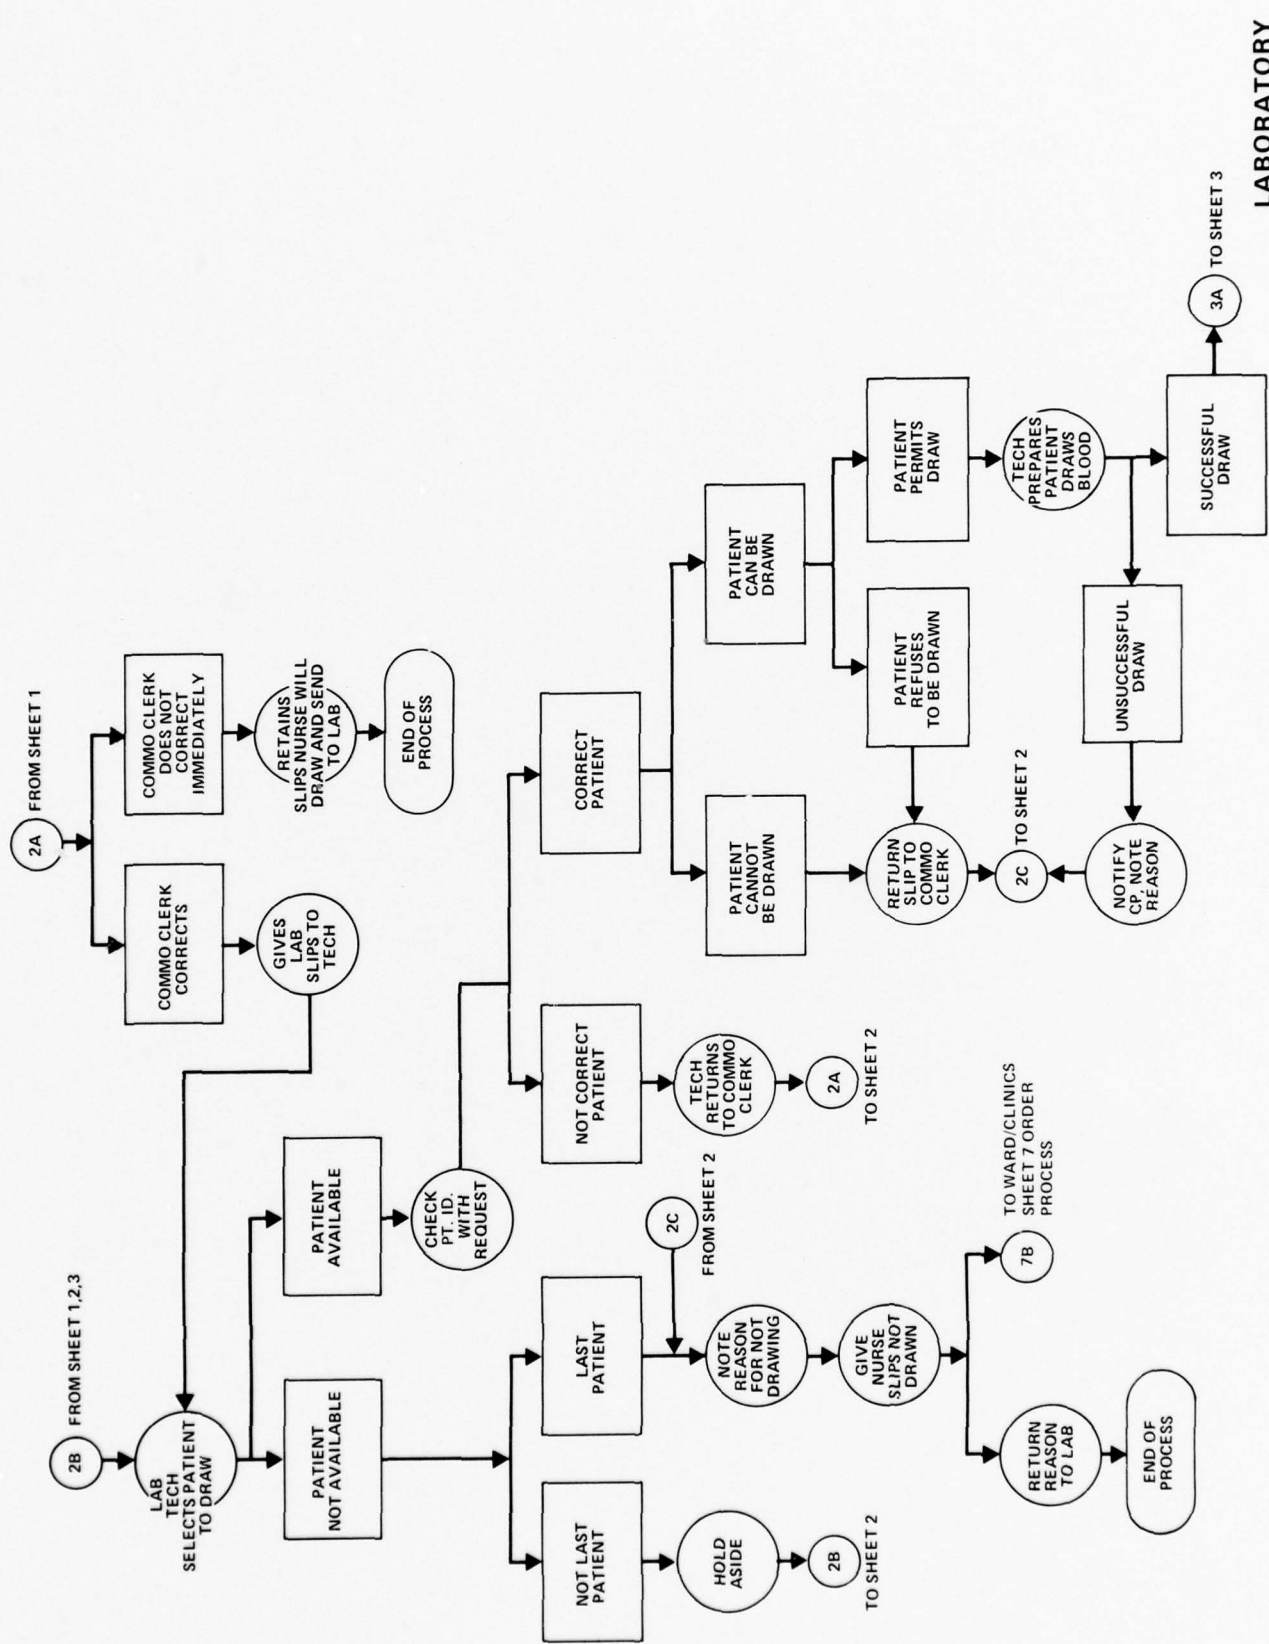 2A
FROM SHEET 1
COMMO CLERK
CORRECTS
COMMO CLERK
DOES NOT
CORRECT
IMMEDIATELY
GIVES
LAB
SLIPS TO
TECH
RETAINS
SLIPS NURSE WILL
DRAW AND SEND
TO LAB
END OF
PROCESS
2B
FROM SHEET 1,2,3
LAB
TECH
SELECTS PATIENT
TO DRAW
PATIENT
NOT AVAILABLE
PATIENT
AVAILABLE
CHECK
PT. ID.
WITH
REQUEST
NOT LAST
PATIENT
LAST
PATIENT
NOT CORRECT
PATIENT
CORRECT
PATIENT
HOLD
ASIDE
2B
TO SHEET 2
2C
FROM SHEET 2
NOTE
REASON
FOR NOT
DRAWING
GIVE
NURSE
SLIPS NOT
DRAWN
RETURN
REASON
TO LAB
END OF
PROCESS
7B
TO WARD/CLINICS
SHEET 7 ORDER
PROCESS
TECH
RETURNS
TO COMMO
CLERK
2A
TO SHEET 2
PATIENT
CANNOT
BE DRAWN
PATIENT
CAN BE
DRAWN
RETURN
SLIP TO
COMMO
CLERK
PATIENT
REFUSES
TO BE DRAWN
PATIENT
PERMITS
DRAW
2C
TO SHEET 2
TECH
PREPARES
PATIENT
DRAWS
BLOOD
NOTIFY
CP, NOTE
REASON
UNSUCCESSFUL
DRAW
SUCCESSFUL
DRAW
3A
TO SHEET 3
LABORATORY